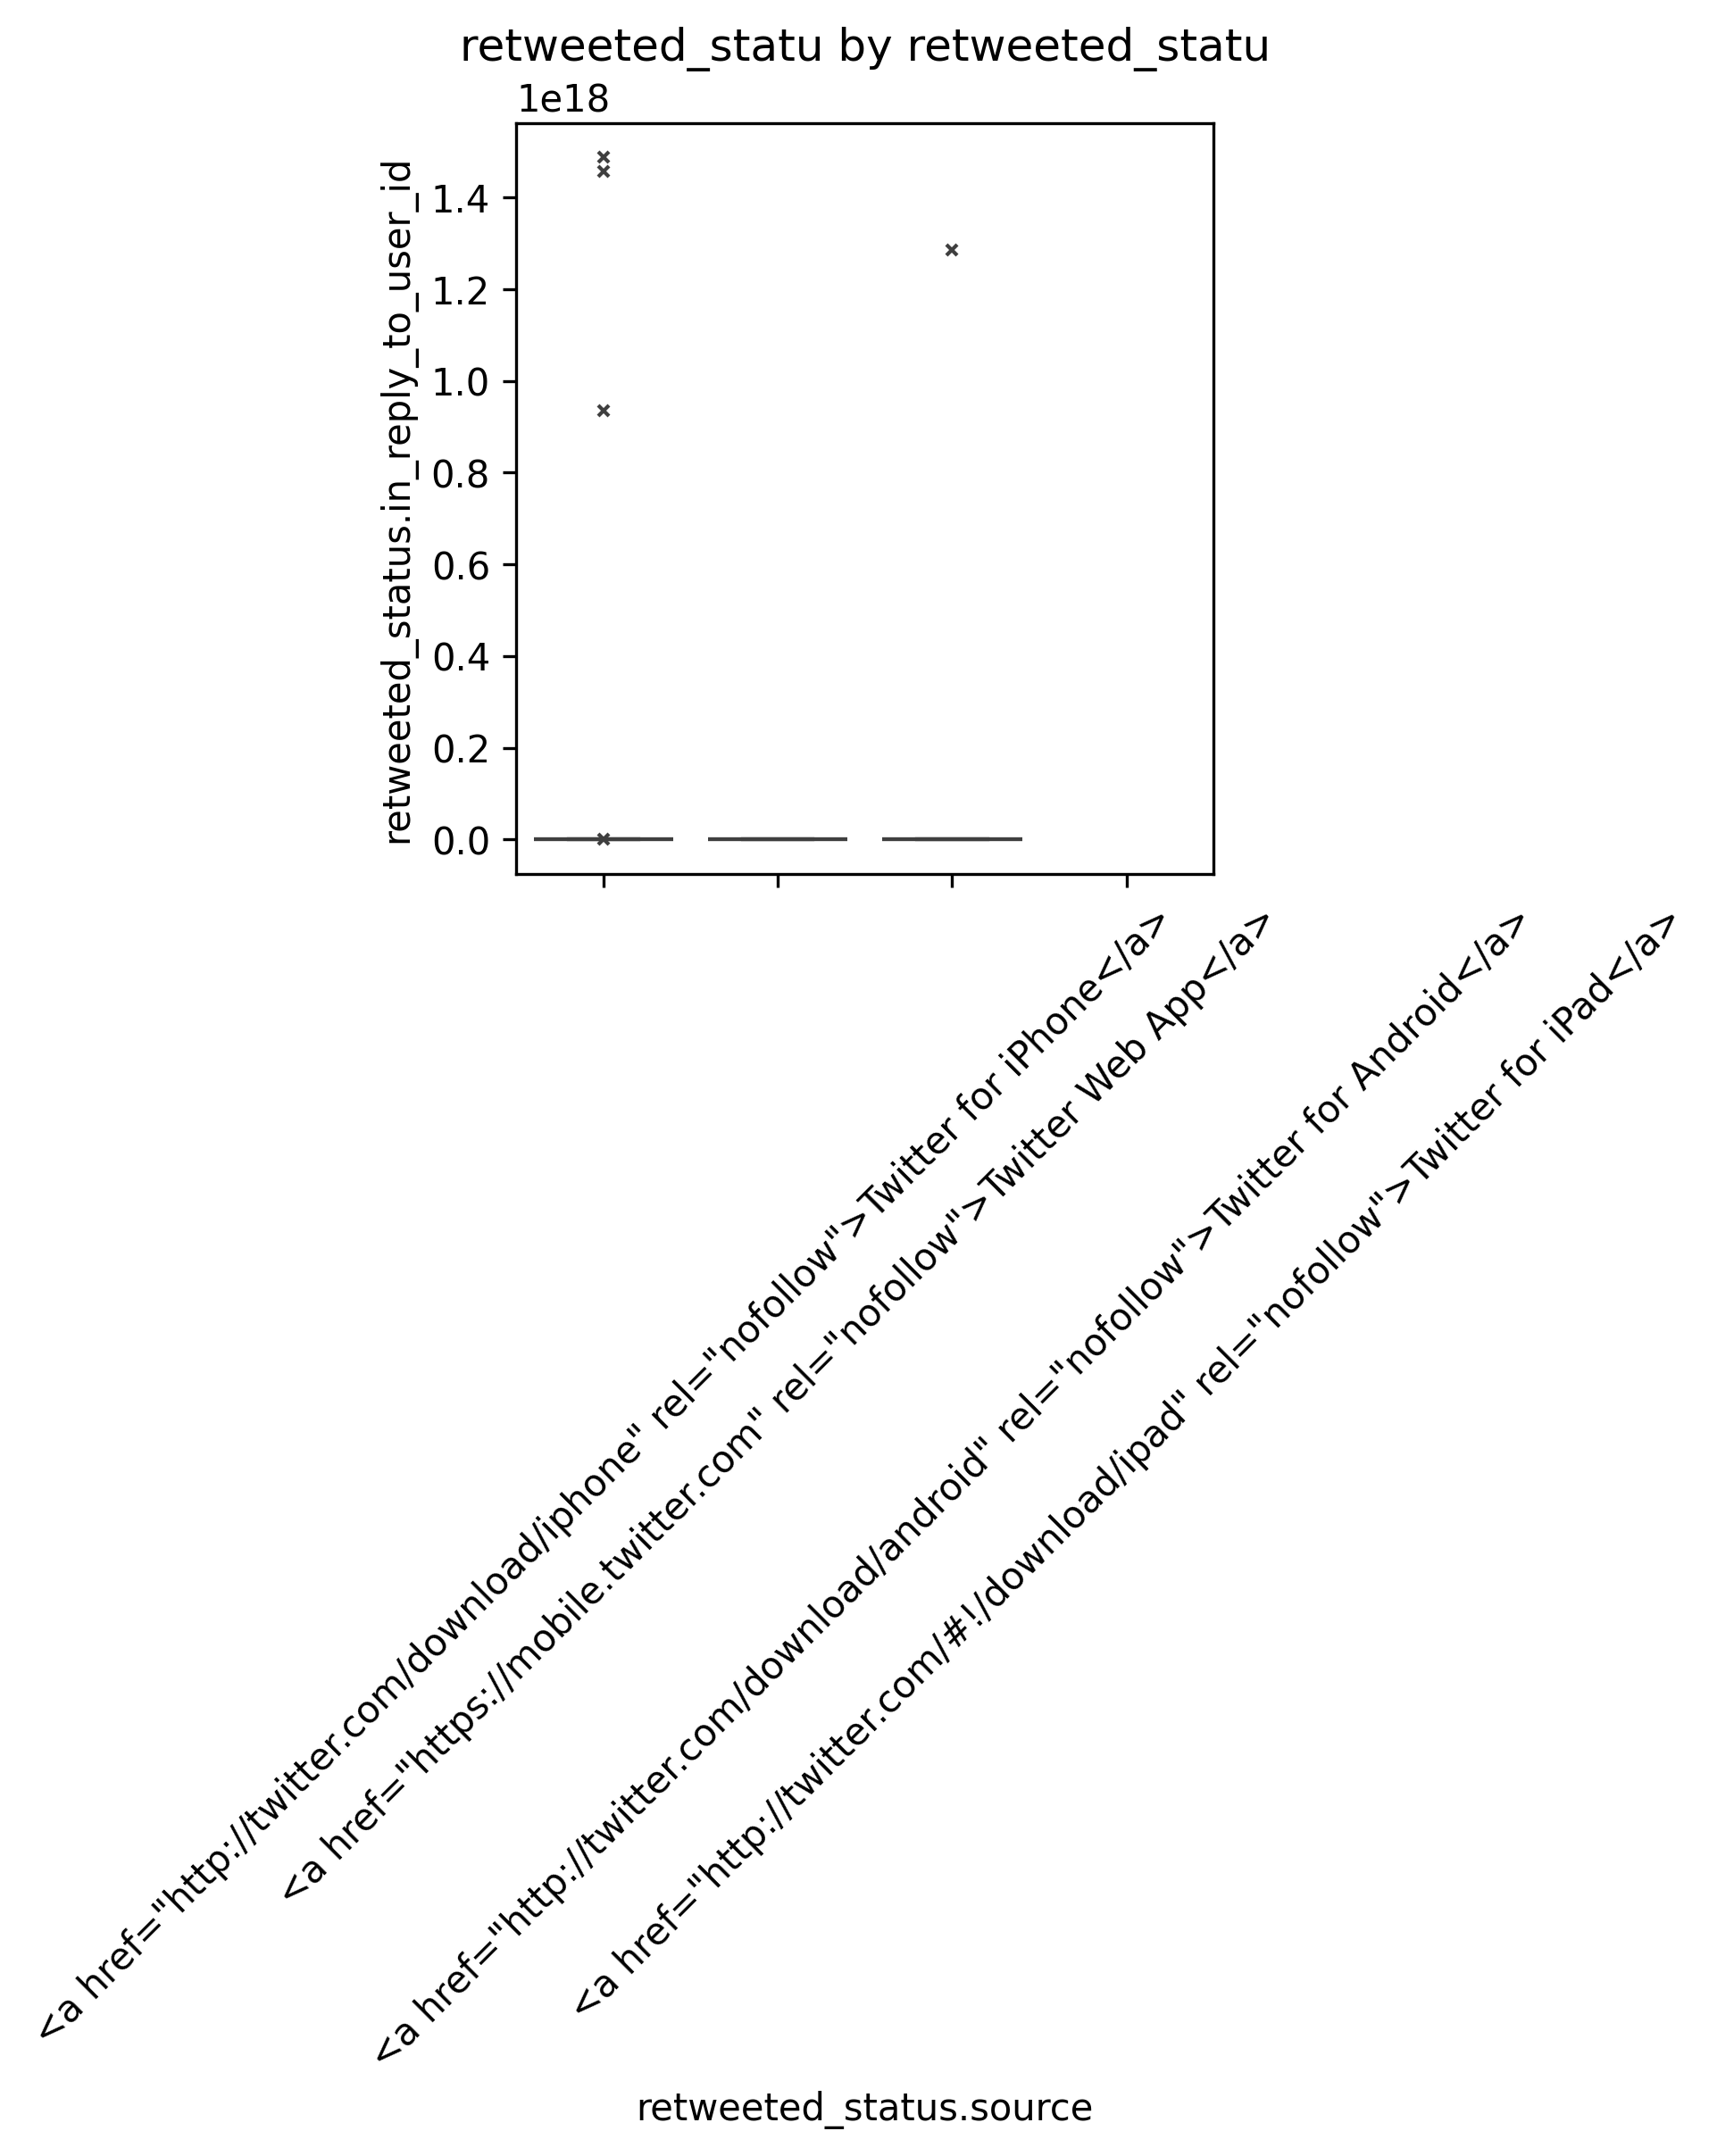 retweeted_statu by retweeted_statu
1e18
retweeted_status.in_reply_to_user_id
1.4
1.2
1.0
0.8
0.6
0.4
0.2
0.0
<a href="http://twitter.com/download/iphone" rel="nofollow">Twitter for iPhone</a>
<a href="https://mobile.twitter.com" rel="nofollow">Twitter Web App</a>
<a href="http://twitter.com/download/android" rel="nofollow">Twitter for Android</a>
<a href="http://twitter.com/#!/download/ipad" rel="nofollow">Twitter for iPad</a>
retweeted_status.source